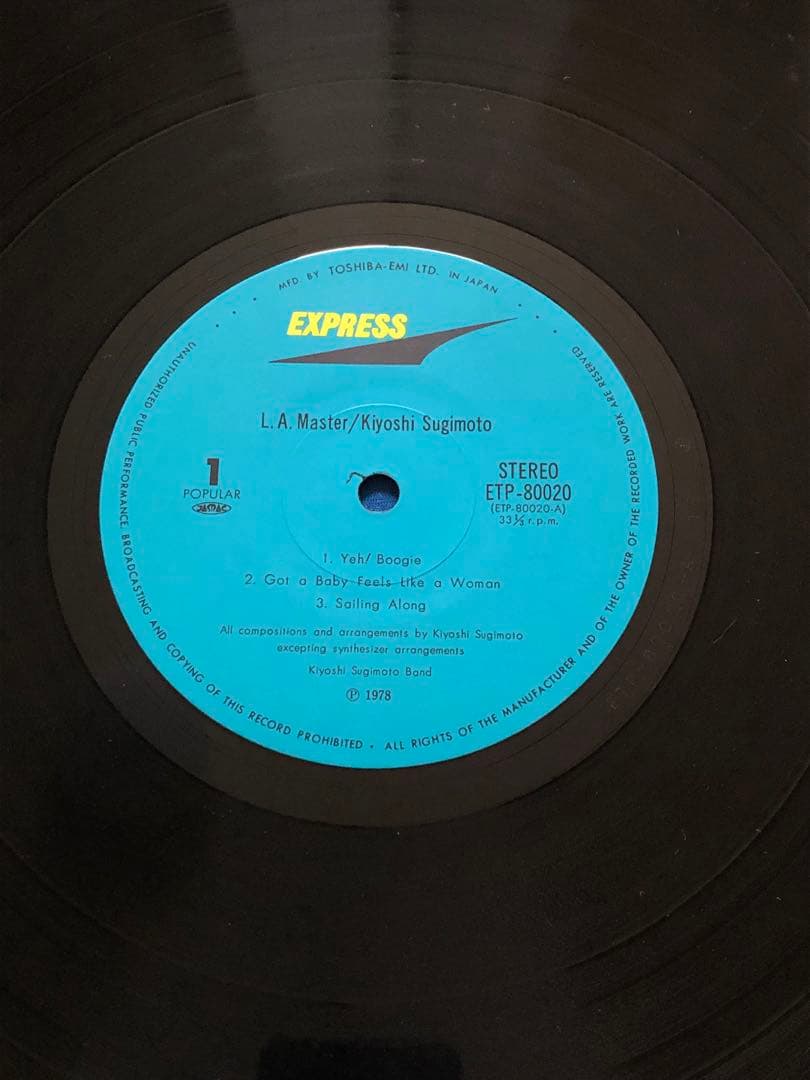 MFD. BY TOSHIBA-EMI LTD. IN JAPAN
EXPRESS
L.A. Master/Kiyoshi Sugimoto
1
POPULAR
JASRAC
STEREO
ETP-80020
(ETP-80020-A)
33⅓ r.p.m.
1. Yeh! Boogie
2. Got a Baby Feels Like a Woman
3. Sailing Along
All compositions and arrangements by Kiyoshi Sugimoto
excepting synthesizer arrangements
Kiyoshi Sugimoto Band
℗ 1978
UNAUTHORIZED PUBLIC PERFORMANCE, BROADCASTING AND COPYING OF THIS RECORD PROHIBITED • ALL RIGHTS OF THE MANUFACTURER AND OF THE OWNER OF THE RECORDED WORK ARE RESERVED